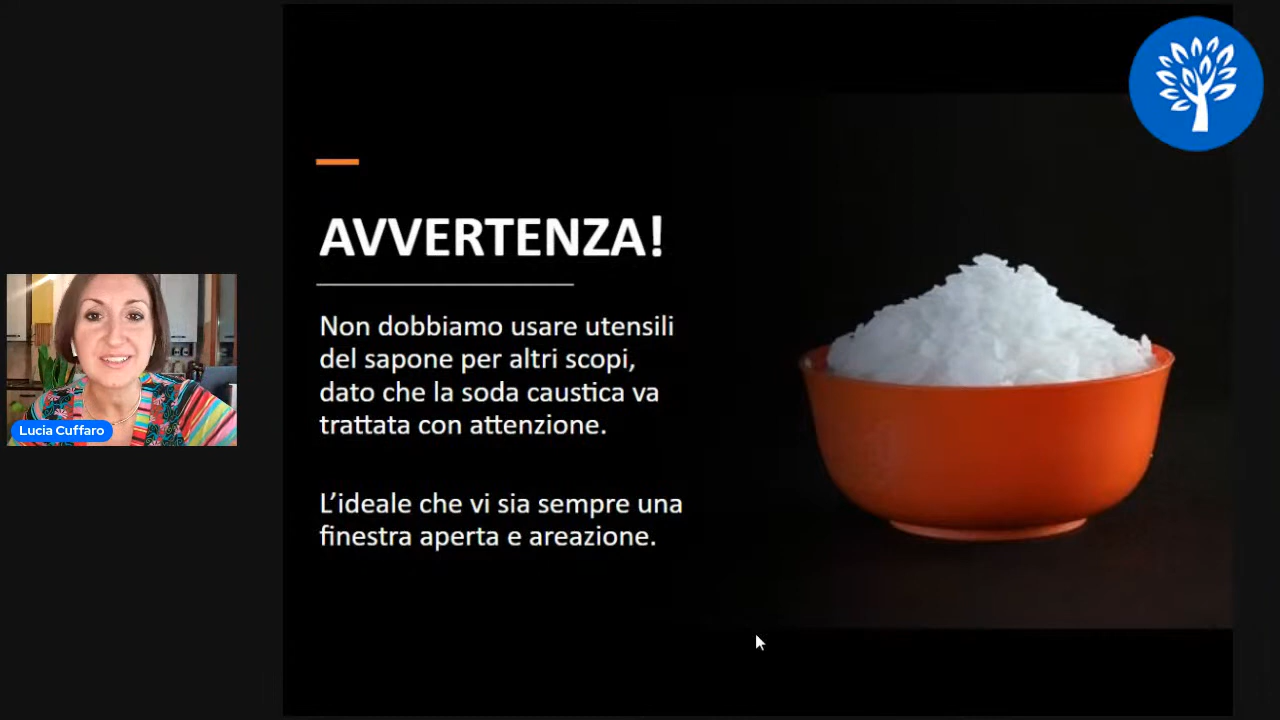 AVVERTENZA!
Non dobbiamo usare utensili
del sapone per altri scopi,
dato che la soda caustica va
trattata con attenzione.
L’ideale che vi sia sempre una
finestra aperta e areazione.
Lucia Cuffaro